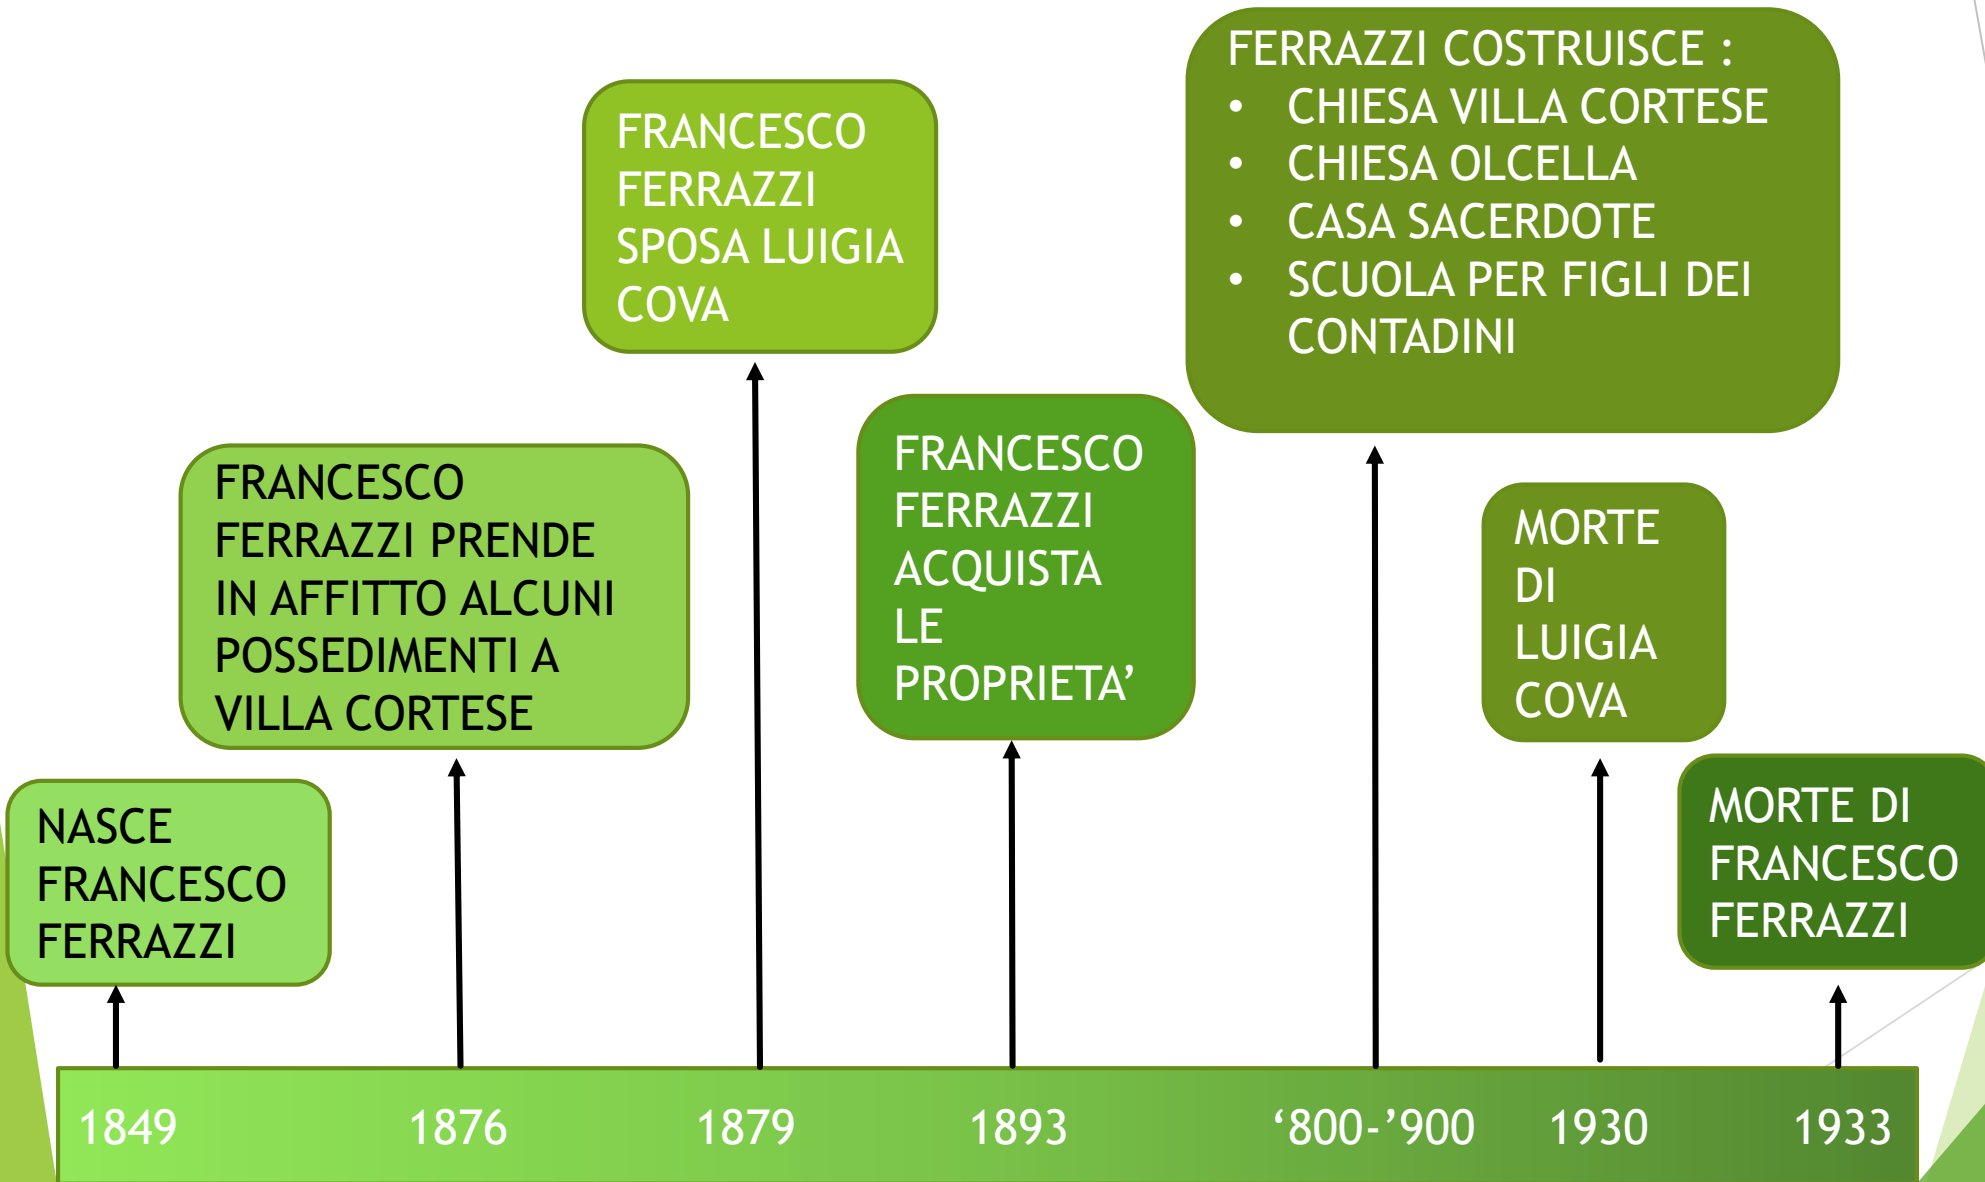 FERRAZZI COSTRUISCE :
• CHIESA VILLA CORTESE
• CHIESA OLCELLA
• CASA SACERDOTE
• SCUOLA PER FIGLI DEI
CONTADINI
FRANCESCO
FERRAZZI
SPOSA LUIGIA
COVA
FRANCESCO
FERRAZZI
ACQUISTA
LE
PROPRIETA’
FRANCESCO
FERRAZZI PRENDE
IN AFFITTO ALCUNI
POSSEDIMENTI A
VILLA CORTESE
MORTE
DI
LUIGIA
COVA
NASCE
FRANCESCO
FERRAZZI
MORTE DI
FRANCESCO
FERRAZZI
1849 1876 1879 1893 ‘800-’900 1930 1933